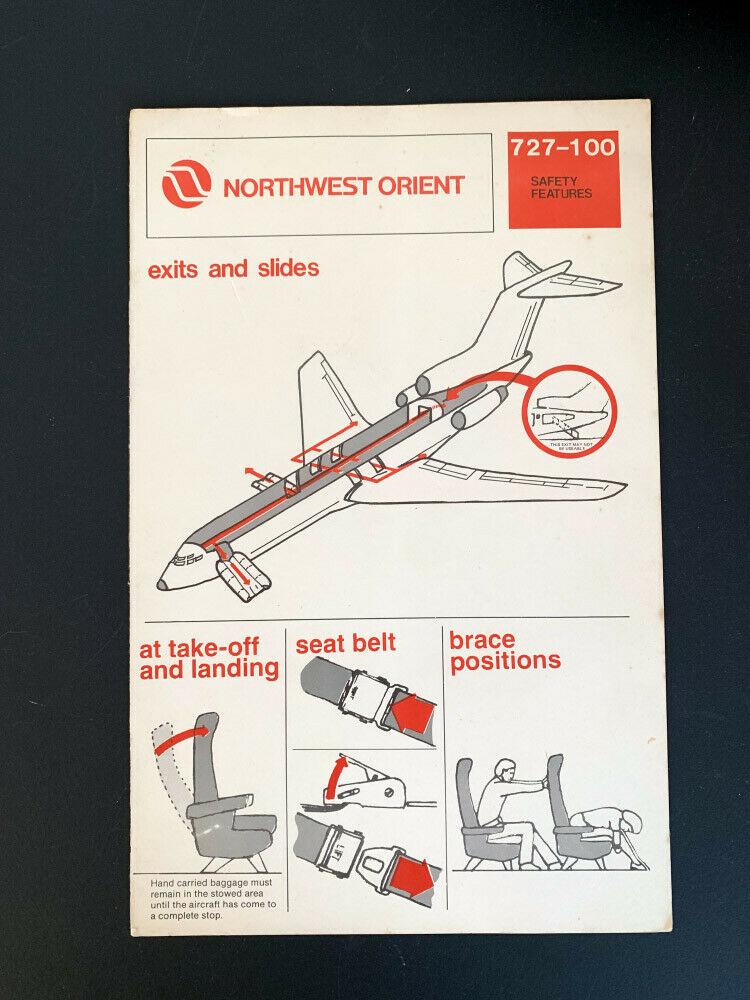 NORTHWEST ORIENT
727-100
SAFETY
FEATURES
exits and slides
THIS EXIT MAY NOT
BE USEABLE
at take-off
and landing
seat belt
brace
positions
LIFT
Hand carried baggage must
remain in the stowed area
until the aircraft has come to
a complete stop.